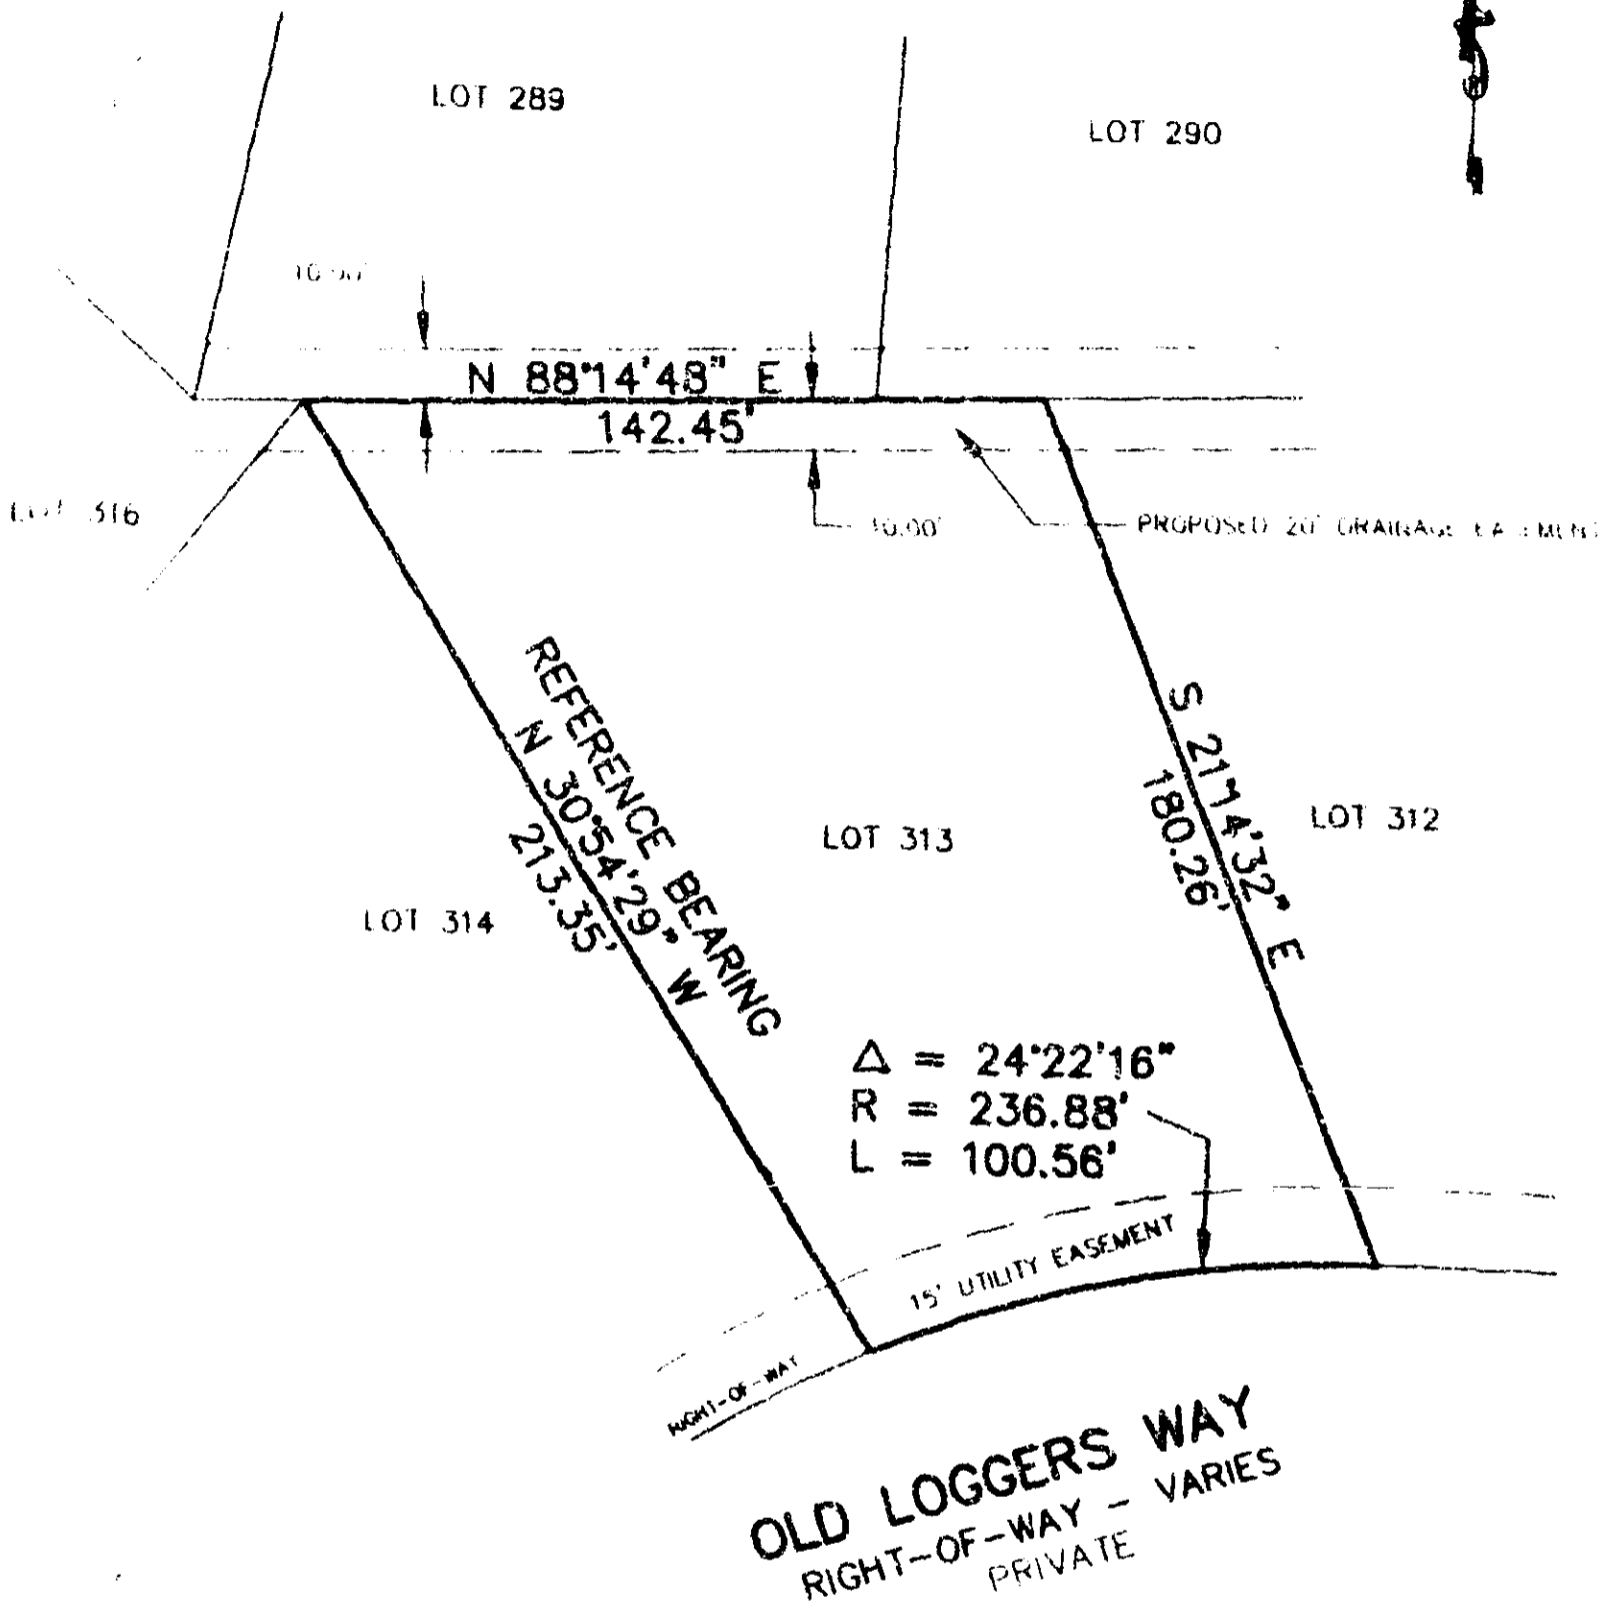 LOT 289
LOT 290
10.00'
N 88°14'48" E
142.45'
LOT 316
10.00'
PROPOSED 20' DRAINAGE EASEMENT
REFERENCE BEARING
N 30°54'29" W
213.35'
S 21°14'32" E
180.26'
LOT 313
LOT 312
LOT 314
Δ = 24°22'16"
R = 236.88'
L = 100.56'
15' UTILITY EASEMENT
RIGHT-OF-WAY
OLD LOGGERS WAY
RIGHT-OF-WAY - VARIES
PRIVATE